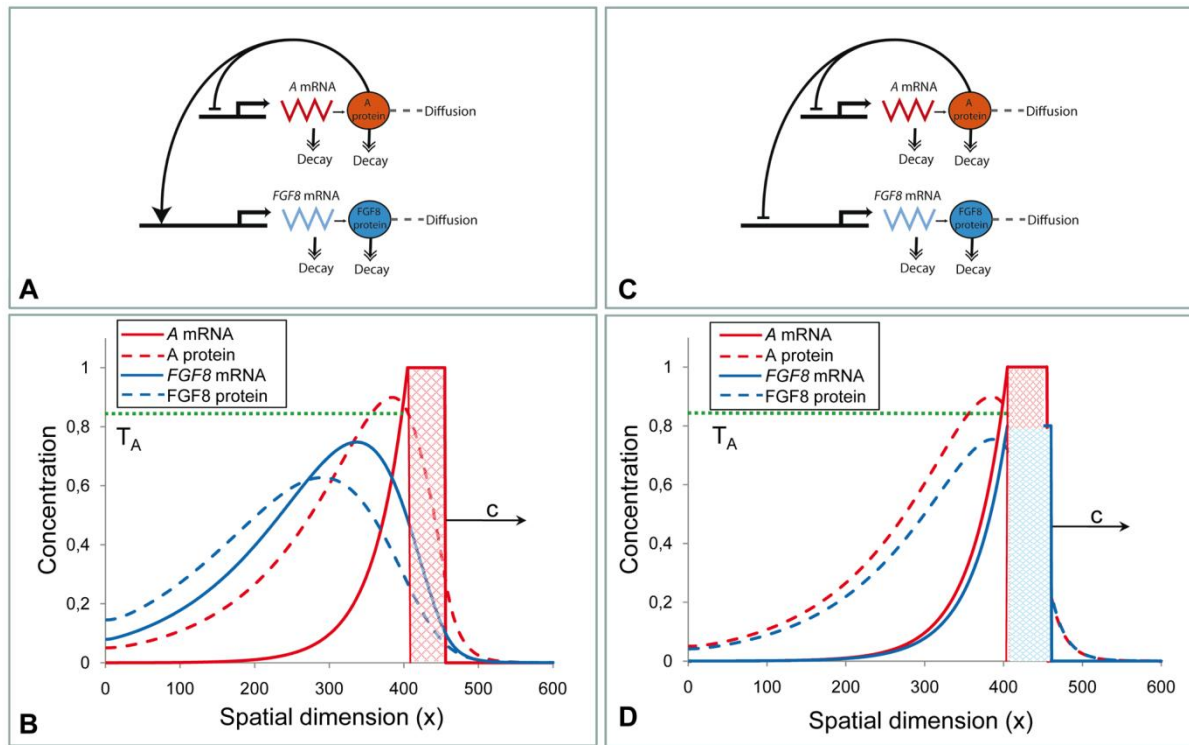 A mRNA
A
protein
Diffusion
Decay
Decay
FGF8 mRNA
FGF8
protein
Diffusion
Decay
Decay
A
A mRNA
A
protein
Diffusion
Decay
Decay
FGF8 mRNA
FGF8
protein
Diffusion
Decay
Decay
C
A mRNA
A protein
FGF8 mRNA
FGF8 protein
1
0,8
0,6
0,4
0,2
0
Concentration
TA
c
0 100 200 300 400 500 600
Spatial dimension (x)
B
A mRNA
A protein
FGF8 mRNA
FGF8 protein
1
0,8
0,6
0,4
0,2
0
Concentration
TA
c
0 100 200 300 400 500 600
Spatial dimension (x)
D